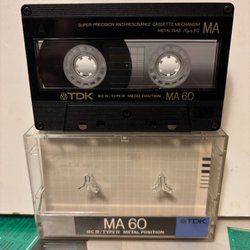 A
SUPER PRECISION ANTI-RESONANCE CASSETTE MECHANISM
METAL BIAS 70µs EQ
MA
TDK
MA 60
IEC IV/TYPE IV METAL POSITION
MA 60
IEC IV/TYPE IV METAL POSITION
TDK